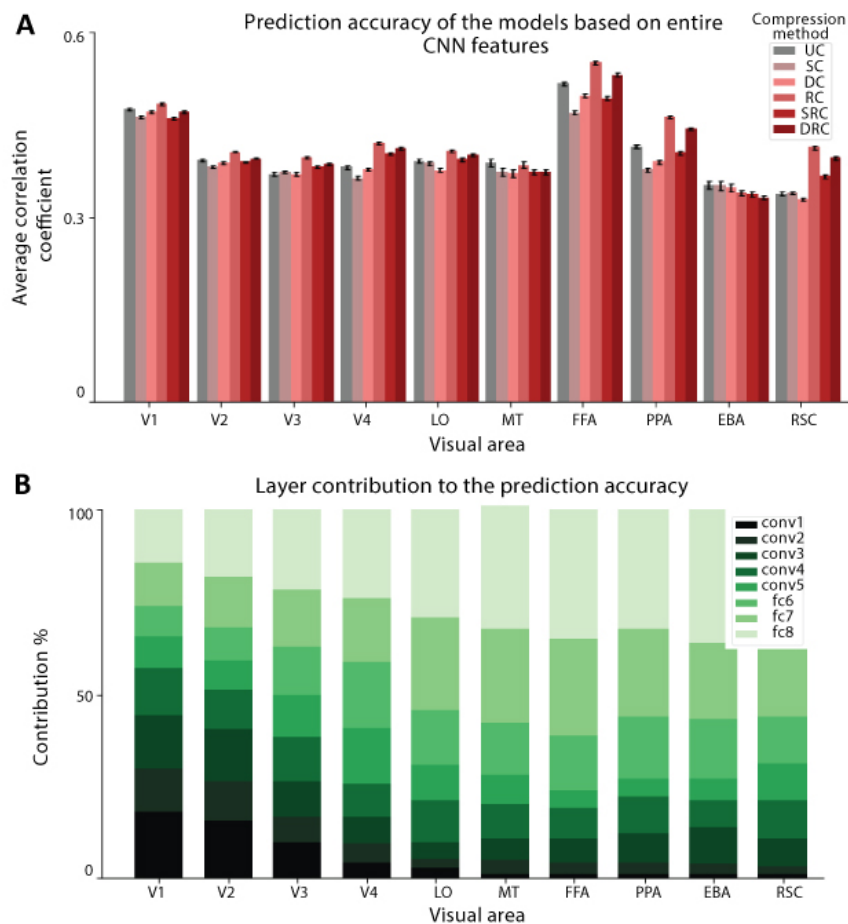 A
Prediction accuracy of the models based on entire
CNN features
Compression
method
UC
SC
DC
RC
SRC
DRC
Average correlation
coefficient
0.6
0.3
0
V1 V2 V3 V4 LO MT FFA PPA EBA RSC
Visual area
B
Layer contribution to the prediction accuracy
conv1
conv2
conv3
conv4
conv5
fc6
fc7
fc8
Contribution %
100
50
0
V1 V2 V3 V4 LO MT FFA PPA EBA RSC
Visual area